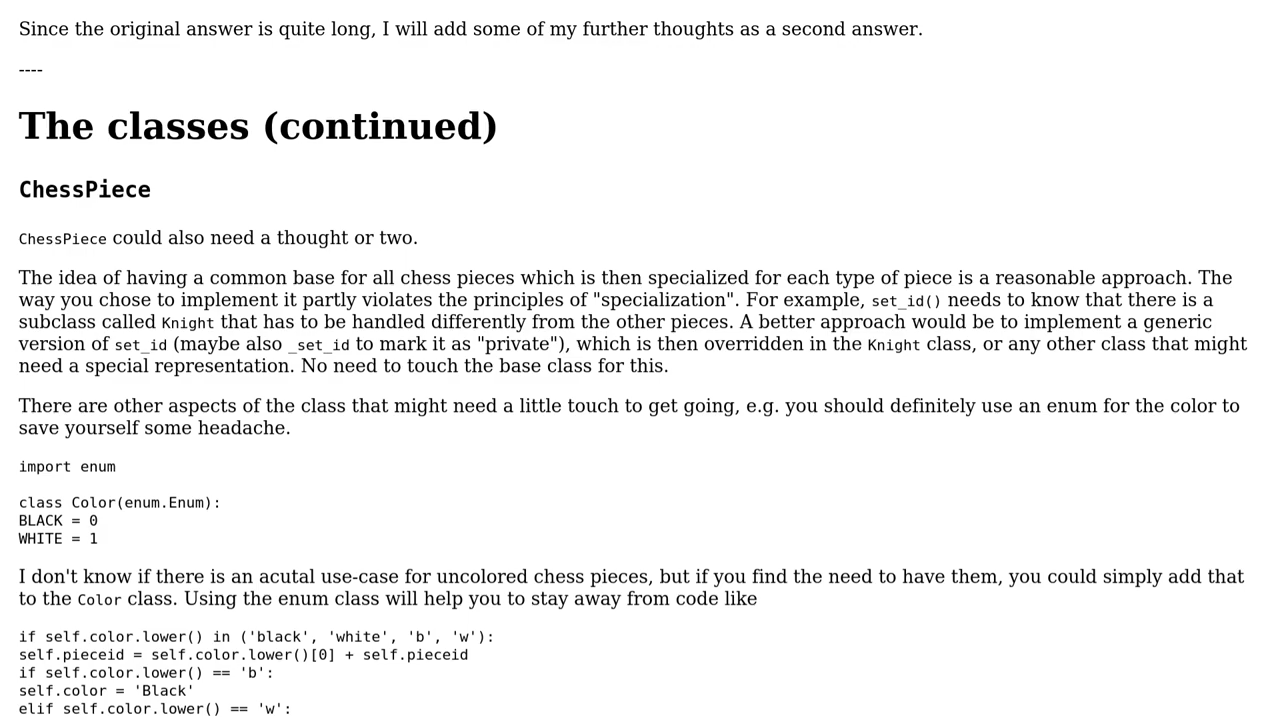 Since the original answer is quite long, I will add some of my further thoughts as a second answer.
----
The classes (continued)
ChessPiece
ChessPiece could also need a thought or two.
The idea of having a common base for all chess pieces which is then specialized for each type of piece is a reasonable approach. The
way you chose to implement it partly violates the principles of "specialization". For example, set_id() needs to know that there is a
subclass called Knight that has to be handled differently from the other pieces. A better approach would be to implement a generic
version of set_id (maybe also _set_id to mark it as "private"), which is then overridden in the Knight class, or any other class that might
need a special representation. No need to touch the base class for this.
There are other aspects of the class that might need a little touch to get going, e.g. you should definitely use an enum for the color to
save yourself some headache.
import enum
class Color(enum.Enum):
BLACK = 0
WHITE = 1
I don't know if there is an acutal use-case for uncolored chess pieces, but if you find the need to have them, you could simply add that
to the Color class. Using the enum class will help you to stay away from code like
if self.color.lower() in ('black', 'white', 'b', 'w'):
self.pieceid = self.color.lower()[0] + self.pieceid
if self.color.lower() == 'b':
self.color = 'Black'
elif self.color.lower() == 'w':